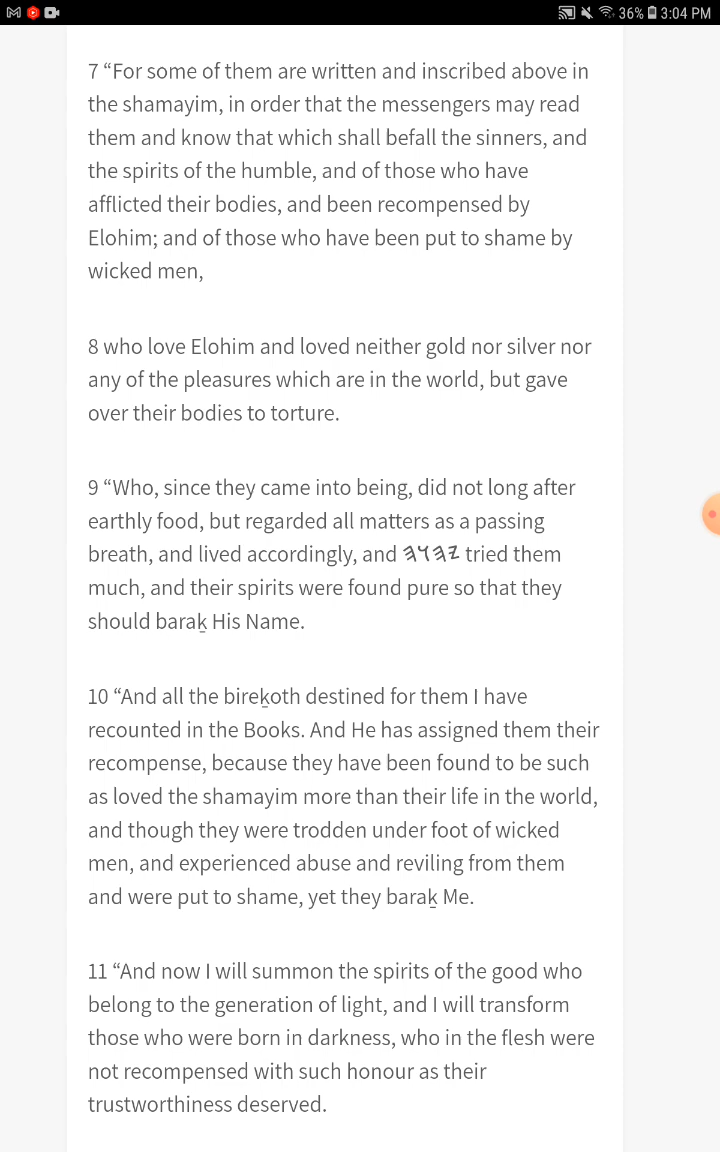 36% 3:04 PM
7 “For some of them are written and inscribed above in
the shamayim, in order that the messengers may read
them and know that which shall befall the sinners, and
the spirits of the humble, and of those who have
afflicted their bodies, and been recompensed by
Elohim; and of those who have been put to shame by
wicked men,
8 who love Elohim and loved neither gold nor silver nor
any of the pleasures which are in the world, but gave
over their bodies to torture.
9 “Who, since they came into being, did not long after
earthly food, but regarded all matters as a passing
breath, and lived accordingly, and 𐤉𐤄𐤅𐤄 tried them
much, and their spirits were found pure so that they
should baraḵ His Name.
10 “And all the bireḵoth destined for them I have
recounted in the Books. And He has assigned them their
recompense, because they have been found to be such
as loved the shamayim more than their life in the world,
and though they were trodden under foot of wicked
men, and experienced abuse and reviling from them
and were put to shame, yet they baraḵ Me.
11 “And now I will summon the spirits of the good who
belong to the generation of light, and I will transform
those who were born in darkness, who in the flesh were
not recompensed with such honour as their
trustworthiness deserved.